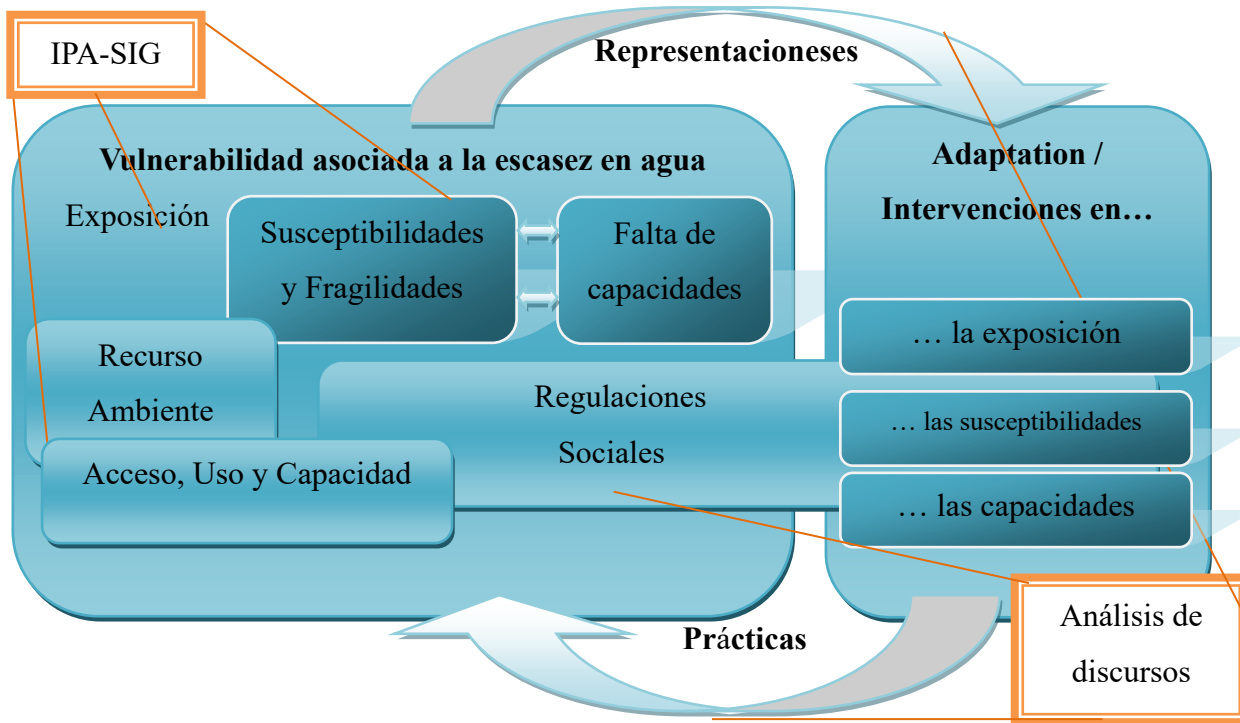 IPA-SIG
Representacioneses
Vulnerabilidad asociada a la escasez en agua
Exposición
Susceptibilidades
y Fragilidades
Falta de
capacidades
Recurso
Ambiente
Acceso, Uso y Capacidad
Regulaciones
Sociales
Adaptation /
Intervenciones en…
… la exposición
… las susceptibilidades
… las capacidades
Prácticas
Análisis de
discursos